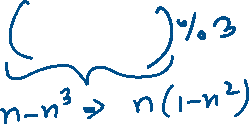 ( )% 3
n-n³ ⇒ n(1-n²)